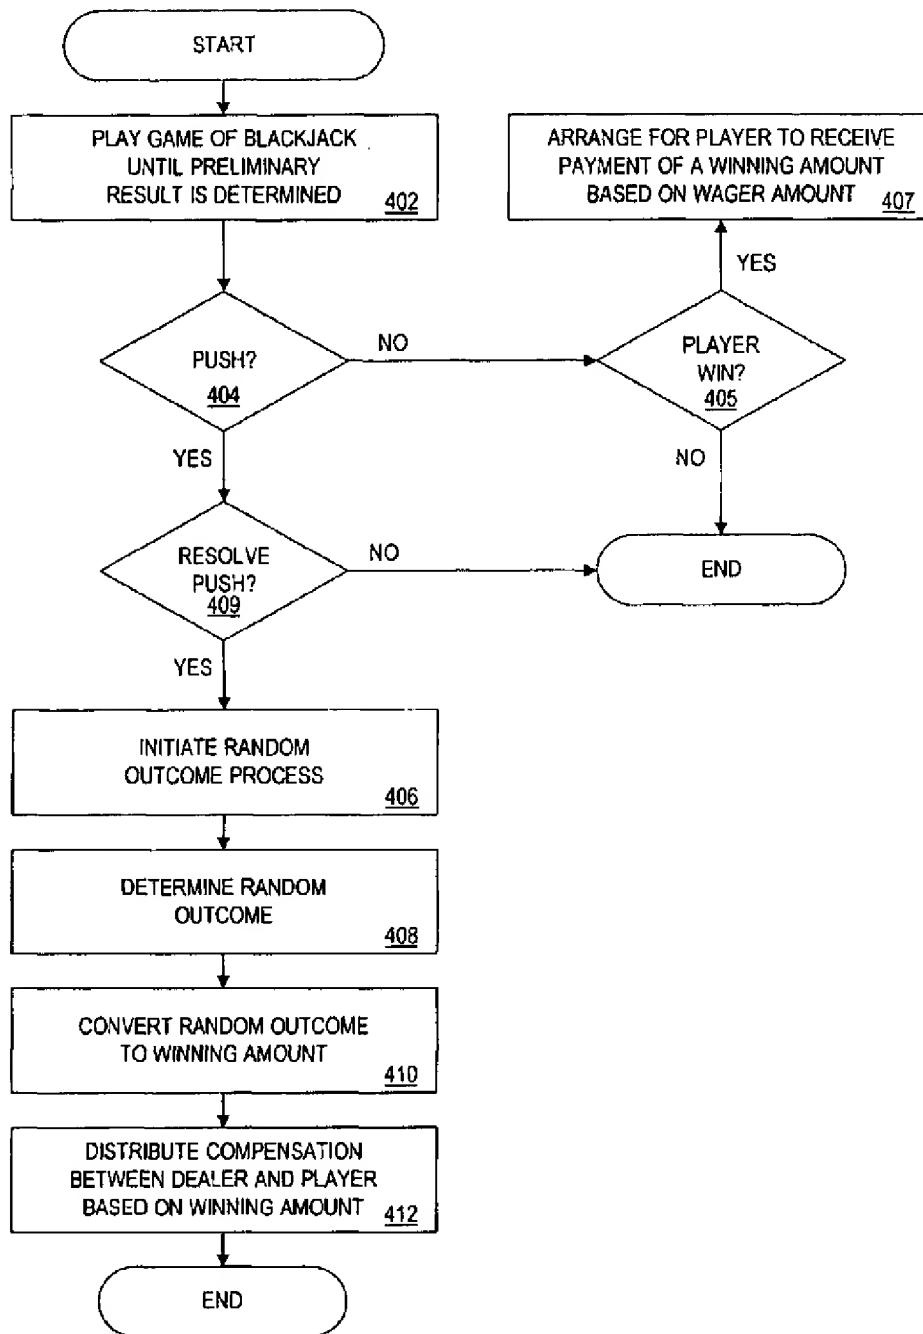 START
PLAY GAME OF BLACKJACK
UNTIL PRELIMINARY
RESULT IS DETERMINED
402
ARRANGE FOR PLAYER TO RECEIVE
PAYMENT OF A WINNING AMOUNT
BASED ON WAGER AMOUNT
407
YES
PUSH?
404
NO
PLAYER
WIN?
405
YES
NO
RESOLVE
PUSH?
409
NO
END
YES
INITIATE RANDOM
OUTCOME PROCESS
406
DETERMINE RANDOM
OUTCOME
408
CONVERT RANDOM OUTCOME
TO WINNING AMOUNT
410
DISTRIBUTE COMPENSATION
BETWEEN DEALER AND PLAYER
BASED ON WINNING AMOUNT
412
END